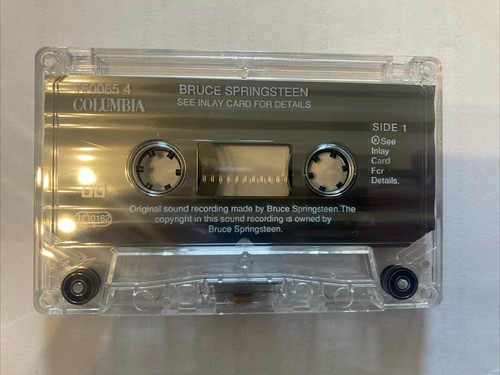 BRUCE SPRINGSTEEN
COLUMBIA
SEE INLAY CARD FOR DETAILS
SIDE 1
Ⓟ See
Inlay
Card
For
Details.
Original sound recording made by Bruce Springsteen.The
copyright in this sound recording is owned by
Bruce Springsteen.